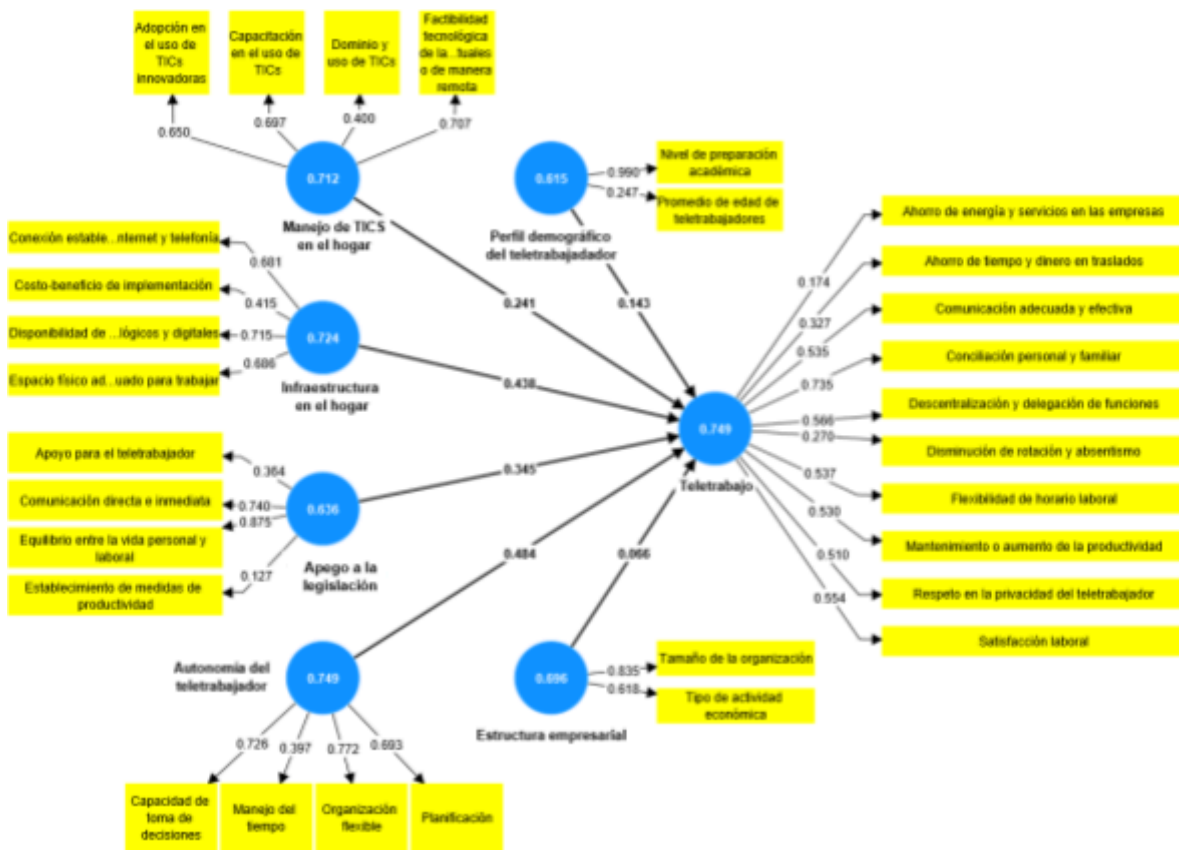 Adopción en
el uso de
TICs
innovadoras
Capacitación
en el uso de
TICs
Dominio y
uso de TICs
Factibilidad
tecnológica
de la...tuales
o de manera
remota
0.650
0.697
0.400
0.707
0.712
Manejo de TICS
en el hogar
0.615
Perfil demográfico
del teletrabajadador
0.990
0.247
Nivel de preparación
académica
Promedio de edad de
teletrabajadores
Conexión estable...nternet y telefonía
Costo-beneficio de implementación
Disponibilidad de ...lógicos y digitales
Espacio físico ad...uado para trabajar
0.681
0.415
0.715
0.686
0.724
Infraestructura
en el hogar
0.241
0.143
0.438
0.345
0.484
0.066
0.749
Teletrabajo
0.174
0.327
0.535
0.735
0.566
0.270
0.537
0.530
0.510
0.554
Ahorro de energía y servicios en las empresas
Ahorro de tiempo y dinero en traslados
Comunicación adecuada y efectiva
Conciliación personal y familiar
Descentralización y delegación de funciones
Disminución de rotación y absentismo
Flexibilidad de horario laboral
Mantenimiento o aumento de la productividad
Respeto en la privacidad del teletrabajador
Satisfacción laboral
Apoyo para el teletrabajador
Comunicación directa e inmediata
Equilibrio entre la vida personal y
laboral
Establecimiento de medidas de
productividad
0.364
0.740
0.875
0.127
0.636
Apego a la
legislación
Autonomía del
teletrabajador
0.749
0.726
0.397
0.772
0.693
Capacidad de
toma de
decisiones
Manejo del
tiempo
Organización
flexible
Planificación
0.696
Estructura empresarial
0.835
0.618
Tamaño de la organización
Tipo de actividad
económica